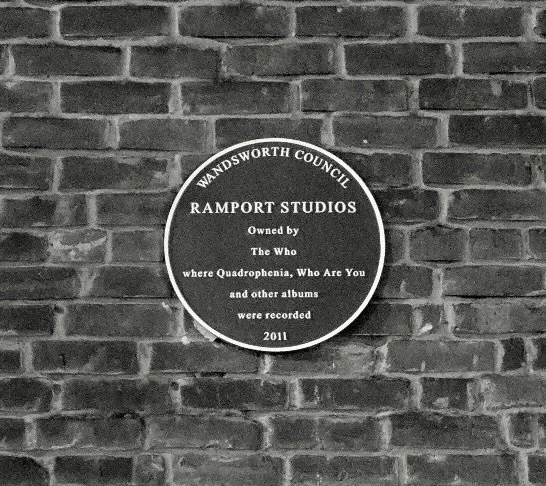 WANDSWORTH COUNCIL
RAMPORT STUDIOS
Owned by
The Who
where Quadrophenia, Who Are You
and other albums
were recorded
2011